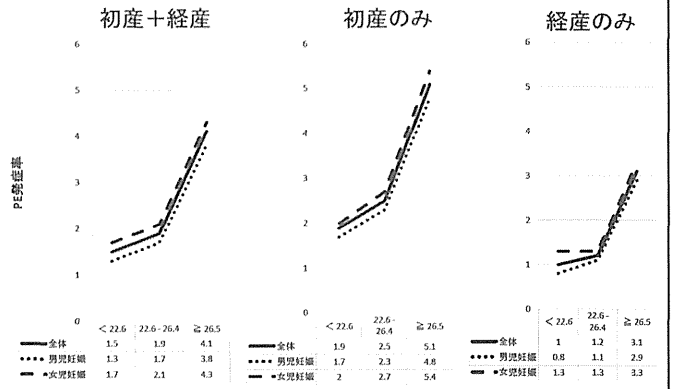 初産+経産
PE発症率
6
5
4
3
2
1
0
< 22.6 22.6-26.4 ≧ 26.5
全体 1.5 1.9 4.1
男児妊娠 1.3 1.7 3.8
女児妊娠 1.7 2.1 4.3
初産のみ
6
5
4
3
2
1
0
< 22.6 22.6-
26.4 ≧ 26.5
全体 1.9 2.5 5.1
男児妊娠 1.7 2.3 4.8
女児妊娠 2 2.7 5.4
経産のみ
6
5
4
3
2
1
0
< 22.6 22.6-
26.4 ≧ 26.5
全体 1 1.2 3.1
男児妊娠 0.8 1.1 2.9
女児妊娠 1.3 1.3 3.3